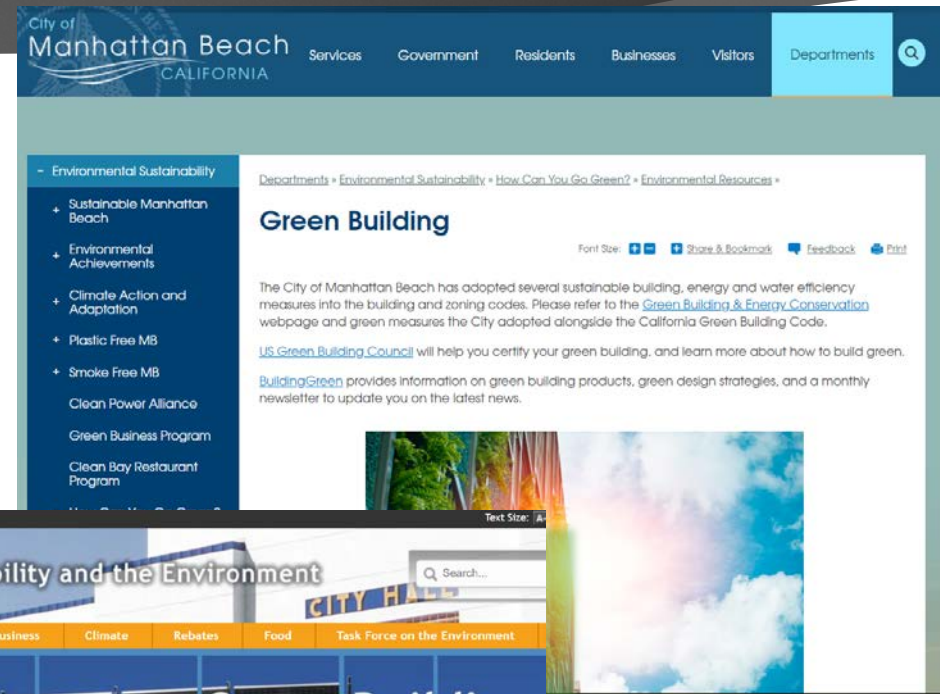 City of
Manhattan Beach
CALIFORNIA
Services Government Residents Businesses Visitors Departments
- Environmental Sustainability
+ Sustainable Manhattan
Beach
+ Environmental
Achievements
+ Climate Action and
Adaptation
+ Plastic Free MB
+ Smoke Free MB
Clean Power Alliance
Green Business Program
Clean Bay Restaurant
Program
Departments » Environmental Sustainability » How Can You Go Green? » Environmental Resources »
Green Building
Font Size: + - + Share & Bookmark Feedback Print
The City of Manhattan Beach has adopted several sustainable building, energy and water efficiency
measures into the building and zoning codes. Please refer to the Green Building & Energy Conservation
webpage and green measures the City adopted alongside the California Green Building Code.
US Green Building Council will help you certify your green building, and learn more about how to build green.
BuildingGreen provides information on green building products, green design strategies, and a monthly
newsletter to update you on the latest news.
Text Size: A-
bility and the Environment
Search...
CITY HALL
usiness Climate Rebates Food Task Force on the Environment